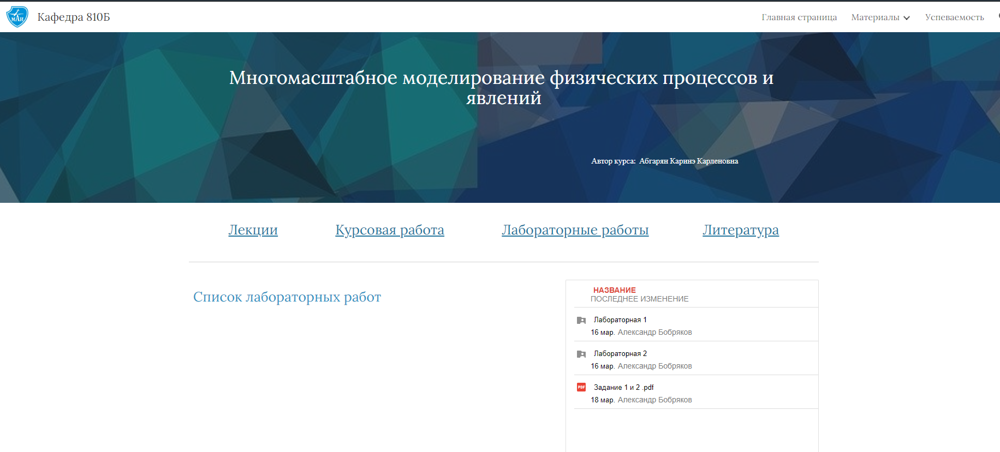 МАИ
Кафедра 810Б
Главная страница
Материалы
Успеваемость
Многомасштабное моделирование физических процессов и
явлений
Автор курса: Абгарян Каринэ Карленовна
Лекции
Курсовая работа
Лабораторные работы
Литература
Список лабораторных работ
НАЗВАНИЕ
ПОСЛЕДНЕЕ ИЗМЕНЕНИЕ
Лабораторная 1
16 мар. Александр Бобряков
Лабораторная 2
16 мар. Александр Бобряков
PDF
Задание 1 и 2 .pdf
18 мар. Александр Бобряков